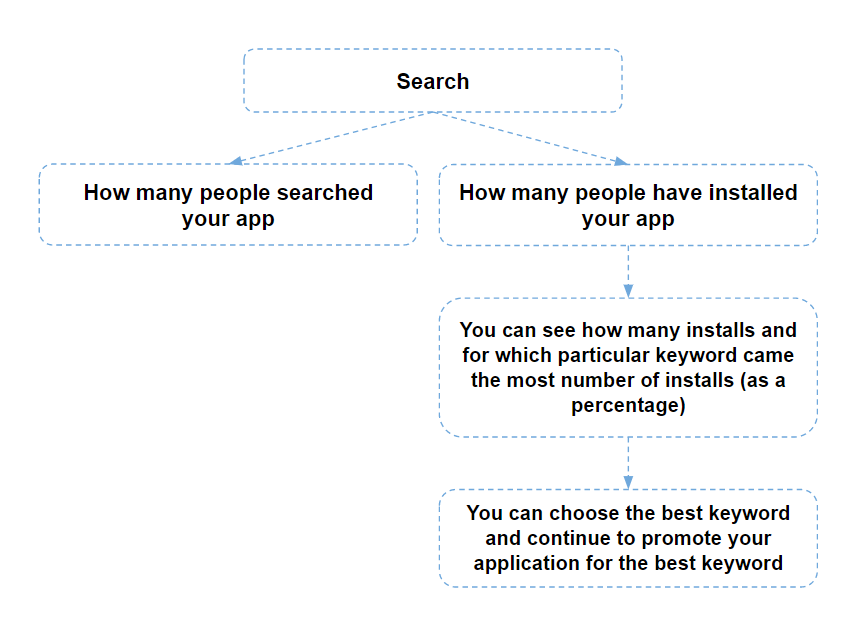 Search
How many people searched
your app
How many people have installed
your app
You can see how many installs and
for which particular keyword came
the most number of installs (as a
percentage)
You can choose the best keyword
and continue to promote your
application for the best keyword